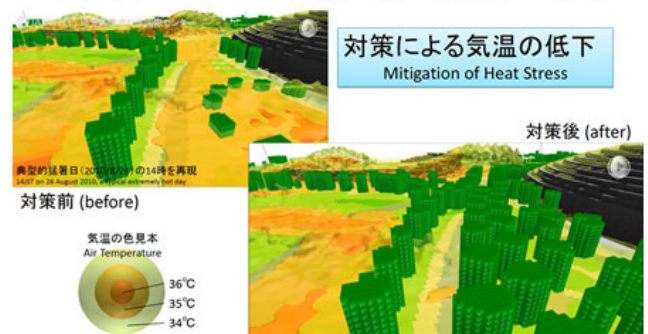 対策による気温の低下
Mitigation of Heat Stress
典型的猛暑日(2010/8/26)の14時を再現
14JST on 26 August 2010, a typical extremely hot day
対策前 (before)
対策後 (after)
気温の色見本
Air Temperature
36℃
35℃
34℃